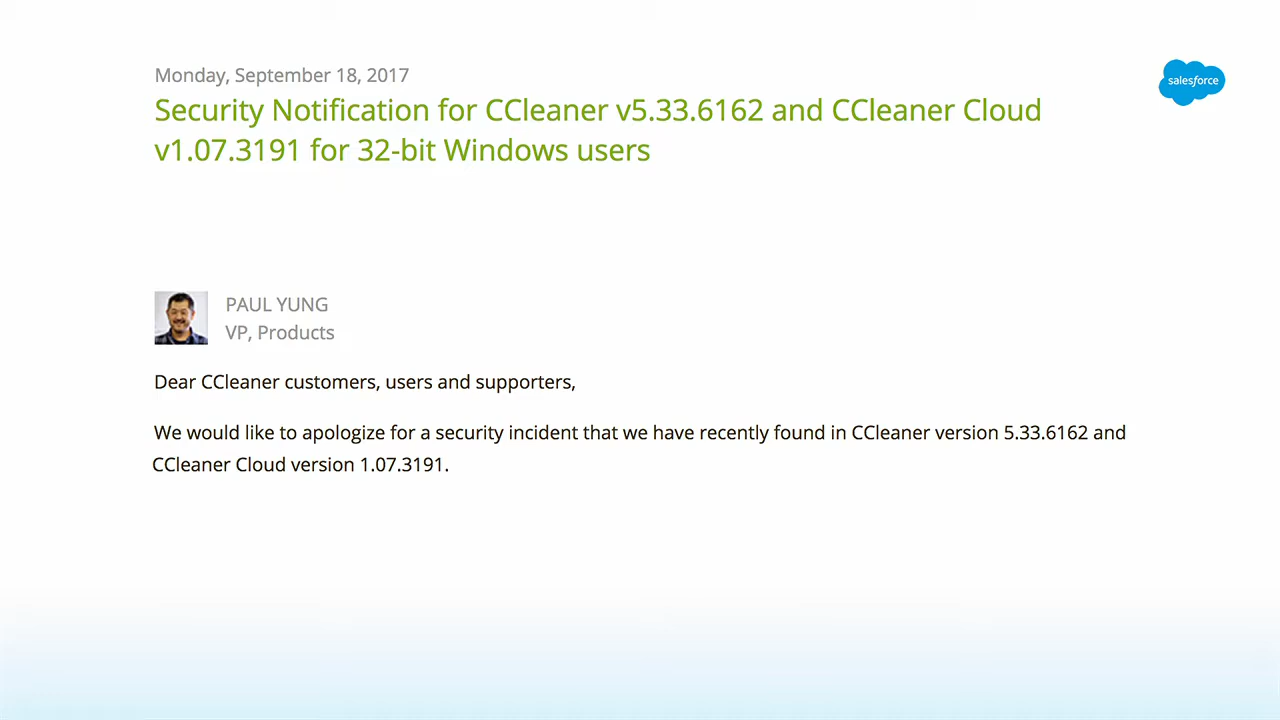 Monday, September 18, 2017
salesforce
Security Notification for CCleaner v5.33.6162 and CCleaner Cloud
v1.07.3191 for 32-bit Windows users
PAUL YUNG
VP, Products
Dear CCleaner customers, users and supporters,
We would like to apologize for a security incident that we have recently found in CCleaner version 5.33.6162 and
CCleaner Cloud version 1.07.3191.